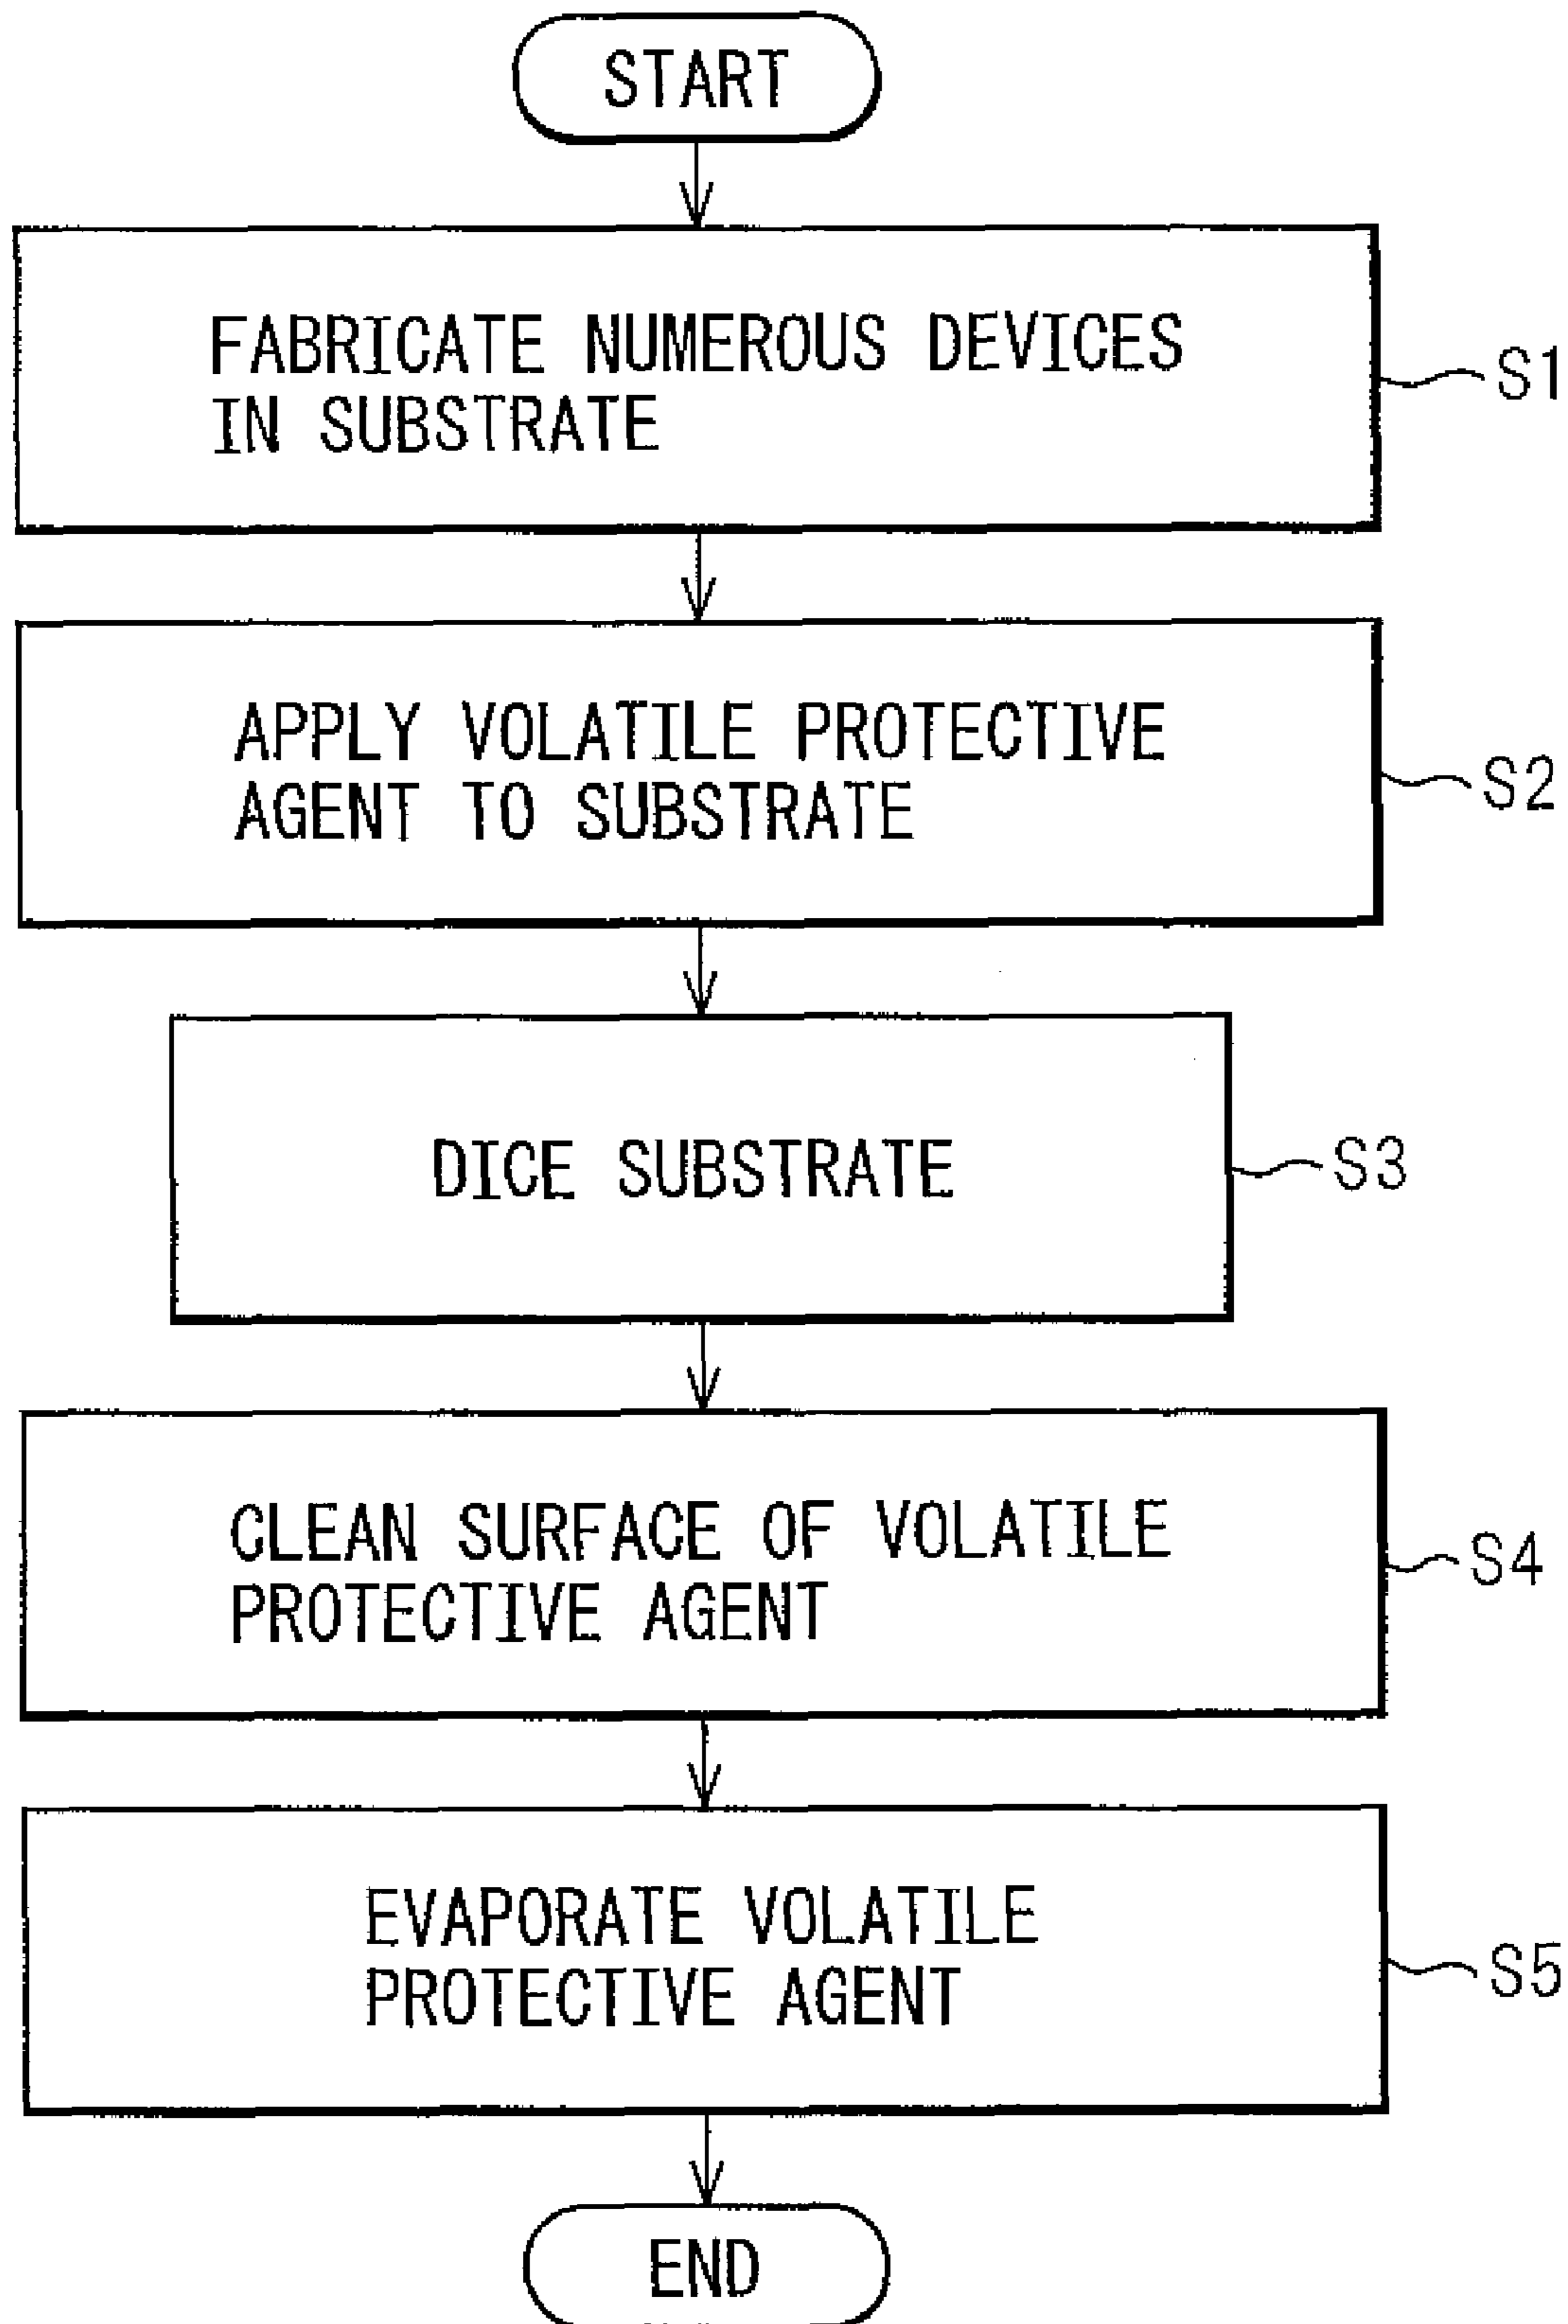 START
FABRICATE NUMEROUS DEVICES
IN SUBSTRATE
S1
APPLY VOLATILE PROTECTIVE
AGENT TO SUBSTRATE
S2
DICE SUBSTRATE
S3
CLEAN SURFACE OF VOLATILE
PROTECTIVE AGENT
S4
EVAPORATE VOLATILE
PROTECTIVE AGENT
S5
END